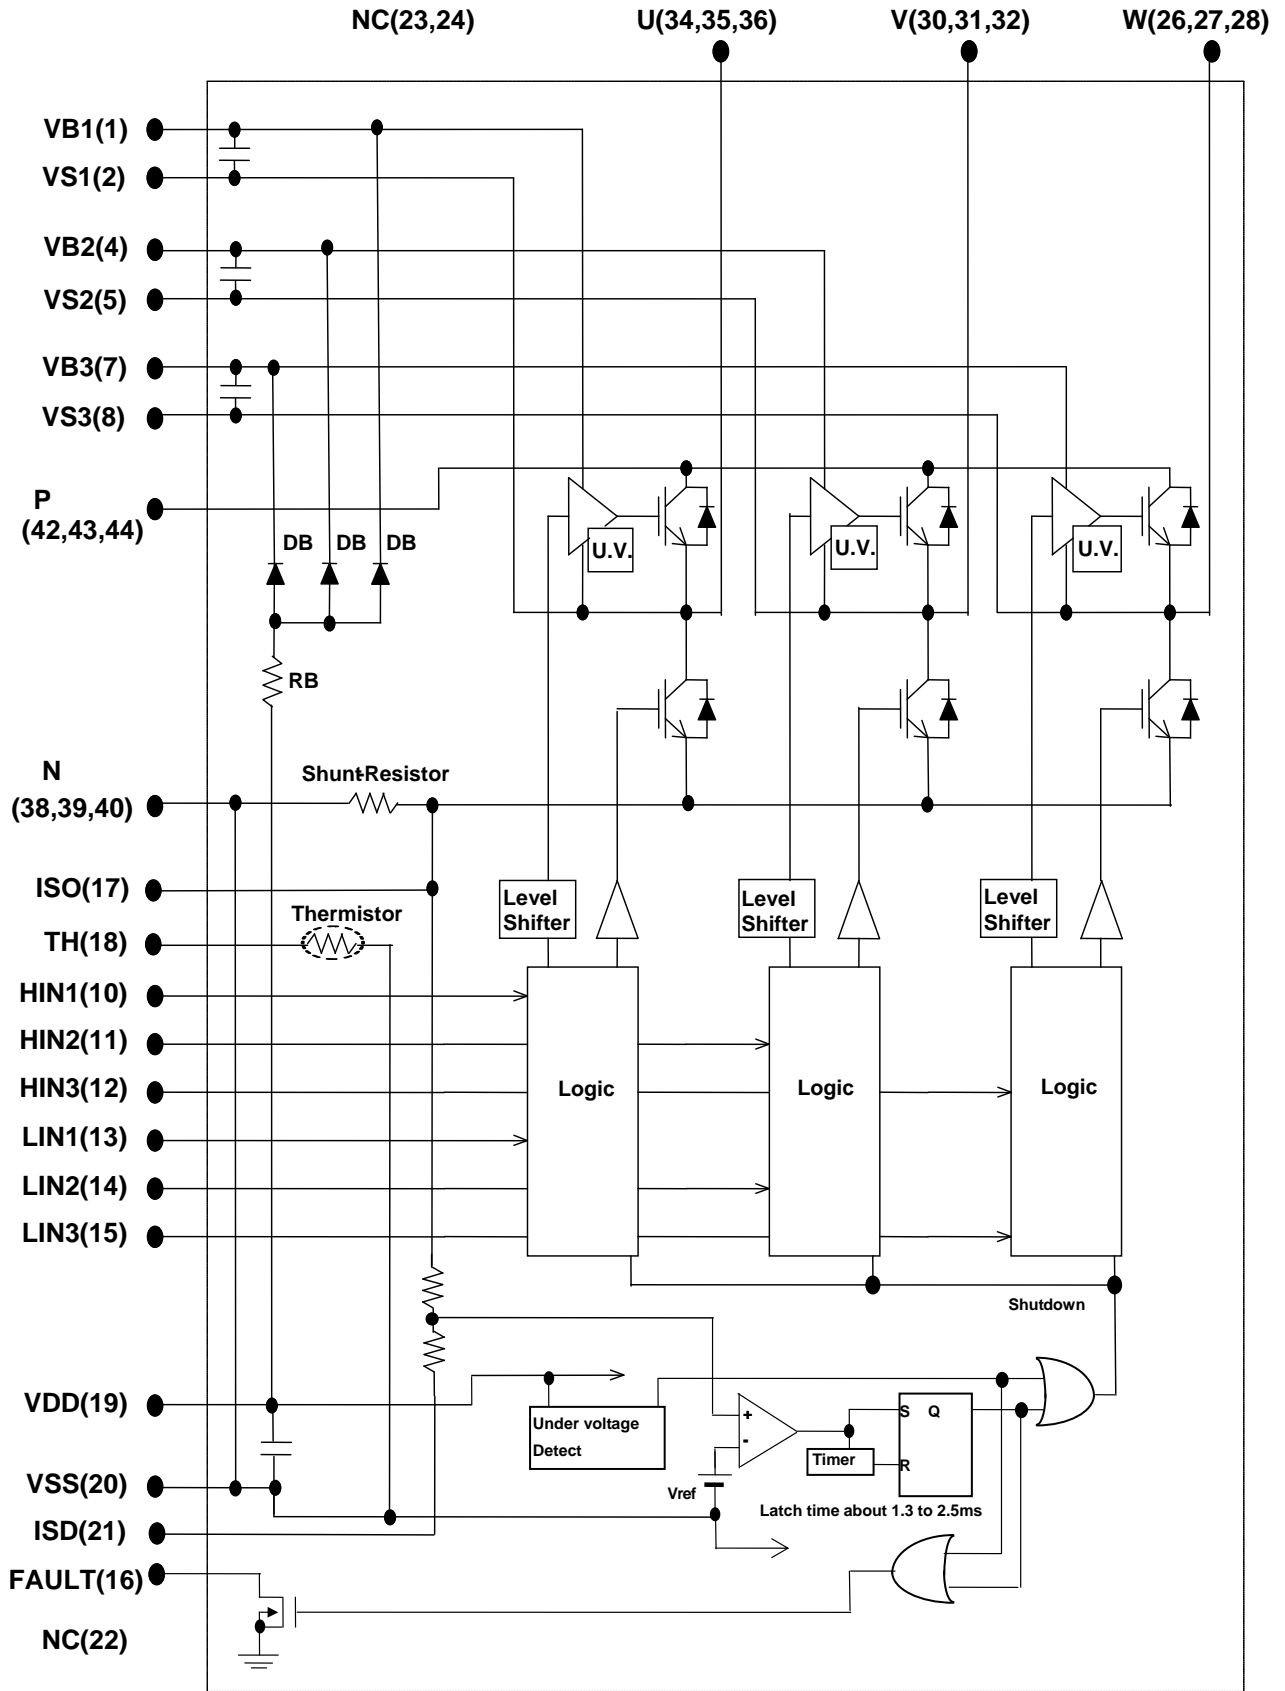 NC(23,24)
U(34,35,36)
V(30,31,32)
W(26,27,28)
VB1(1)
VS1(2)
VB2(4)
VS2(5)
VB3(7)
VS3(8)
P
(42,43,44)
DB
DB
DB
U.V.
U.V.
U.V.
RB
N
(38,39,40)
Shunt-Resistor
ISO(17)
Level
Shifter
Level
Shifter
Level
Shifter
Thermistor
TH(18)
HIN1(10)
HIN2(11)
HIN3(12)
Logic
Logic
Logic
LIN1(13)
LIN2(14)
LIN3(15)
Shutdown
VDD(19)
Under voltage
Detect
+
-
S Q
R
Timer
VSS(20)
Vref
Latch time about 1.3 to 2.5ms
ISD(21)
FAULT(16)
NC(22)